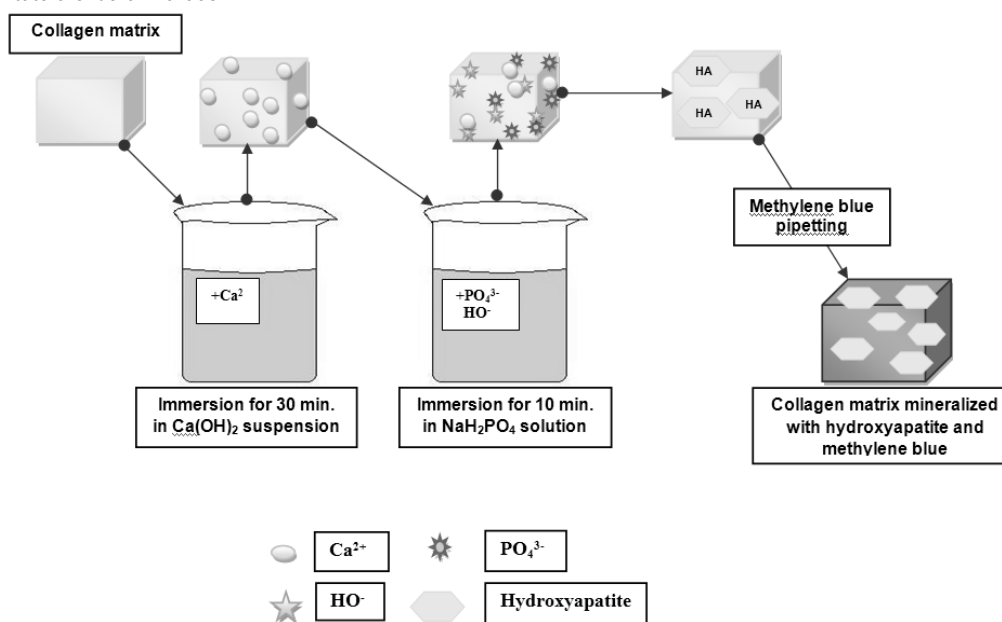 Collagen matrix
HA
HA
HA
Methylene blue
pipetting
+Ca²
+PO₄³⁻
HO⁻
Immersion for 30 min.
in Ca(OH)₂ suspension
Immersion for 10 min.
in NaH₂PO₄ solution
Collagen matrix mineralized
with hydroxyapatite and
methylene blue
Ca²⁺
PO₄³⁻
HO⁻
Hydroxyapatite